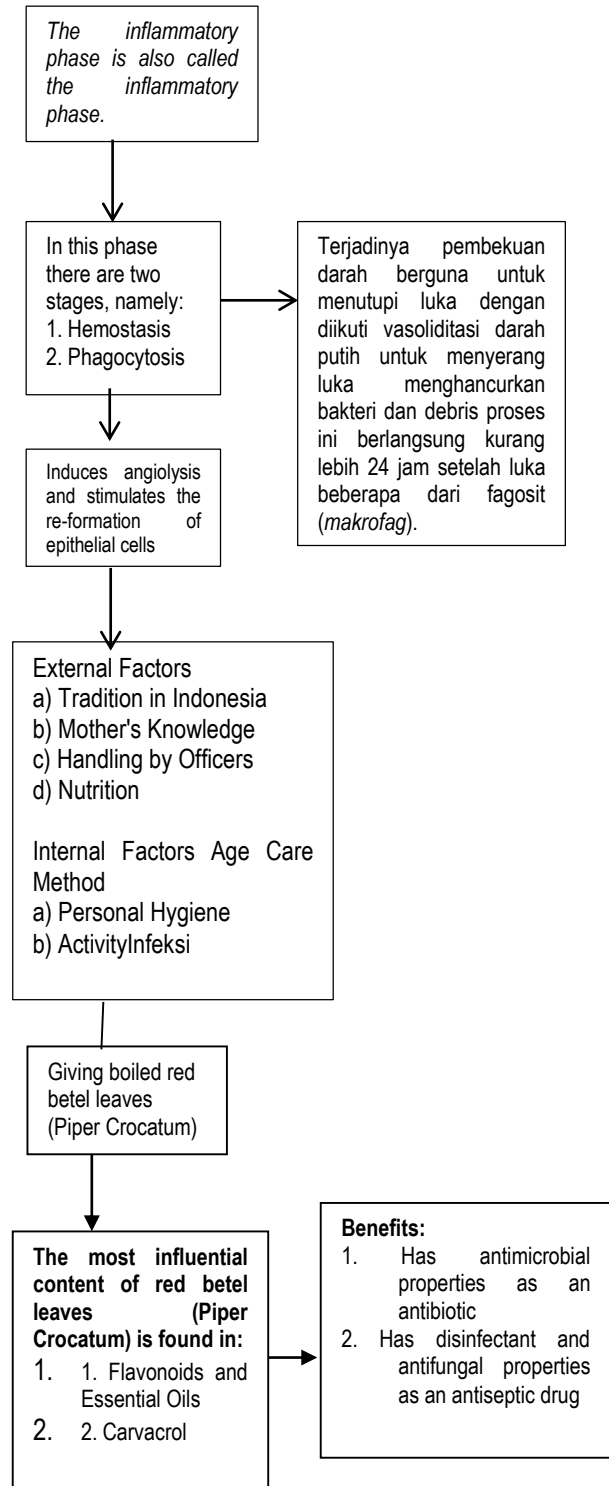 The inflammatory
phase is also called
the inflammatory
phase.
In this phase
there are two
stages, namely:
1. Hemostasis
2. Phagocytosis
Terjadinya pembekuan
darah berguna untuk
menutupi luka dengan
diikuti vasoliditasi darah
putih untuk menyerang
luka menghancurkan
bakteri dan debris proses
ini berlangsung kurang
lebih 24 jam setelah luka
beberapa dari fagosit
(makrofag).
Induces angiolysis
and stimulates the
re-formation of
epithelial cells
External Factors
a) Tradition in Indonesia
b) Mother's Knowledge
c) Handling by Officers
d) Nutrition
Internal Factors Age Care
Method
a) Personal Hygiene
b) ActivityInfeksi
Giving boiled red
betel leaves
(Piper Crocatum)
The most influential
content of red betel
leaves (Piper
Crocatum) is found in:
1. 1. Flavonoids and
Essential Oils
2. 2. Carvacrol
Benefits:
1. Has antimicrobial
properties as an
antibiotic
2. Has disinfectant and
antifungal properties
as an antiseptic drug